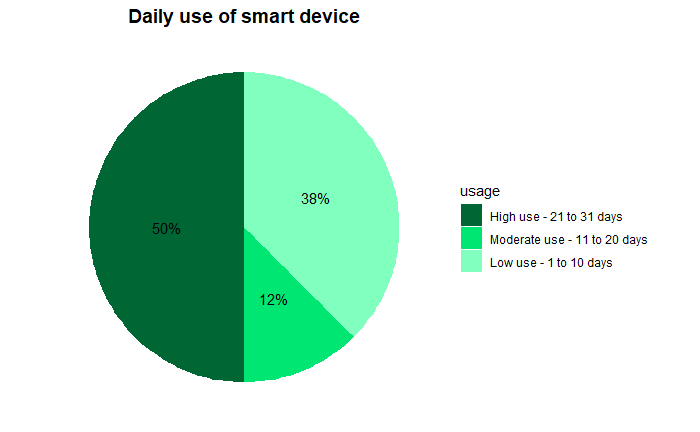 Daily use of smart device
38%
50%
12%
usage
High use - 21 to 31 days
Moderate use - 11 to 20 days
Low use - 1 to 10 days